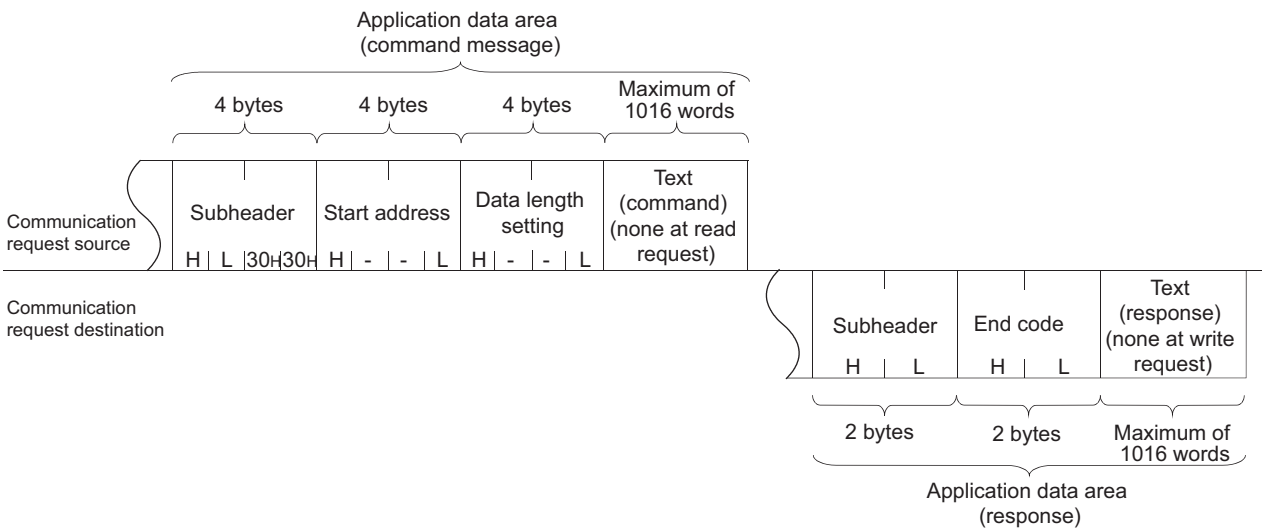 Application data area
(command message)
4 bytes
4 bytes
4 bytes
Maximum of
1016 words
Communication
request source
Subheader
Start address
Data length
setting
Text
(command)
(none at read
request)
H L 30H 30H H - - L H - - L
Communication
request destination
Subheader
End code
Text
(response)
(none at write
request)
H L H L
2 bytes
2 bytes
Maximum of
1016 words
Application data area
(response)